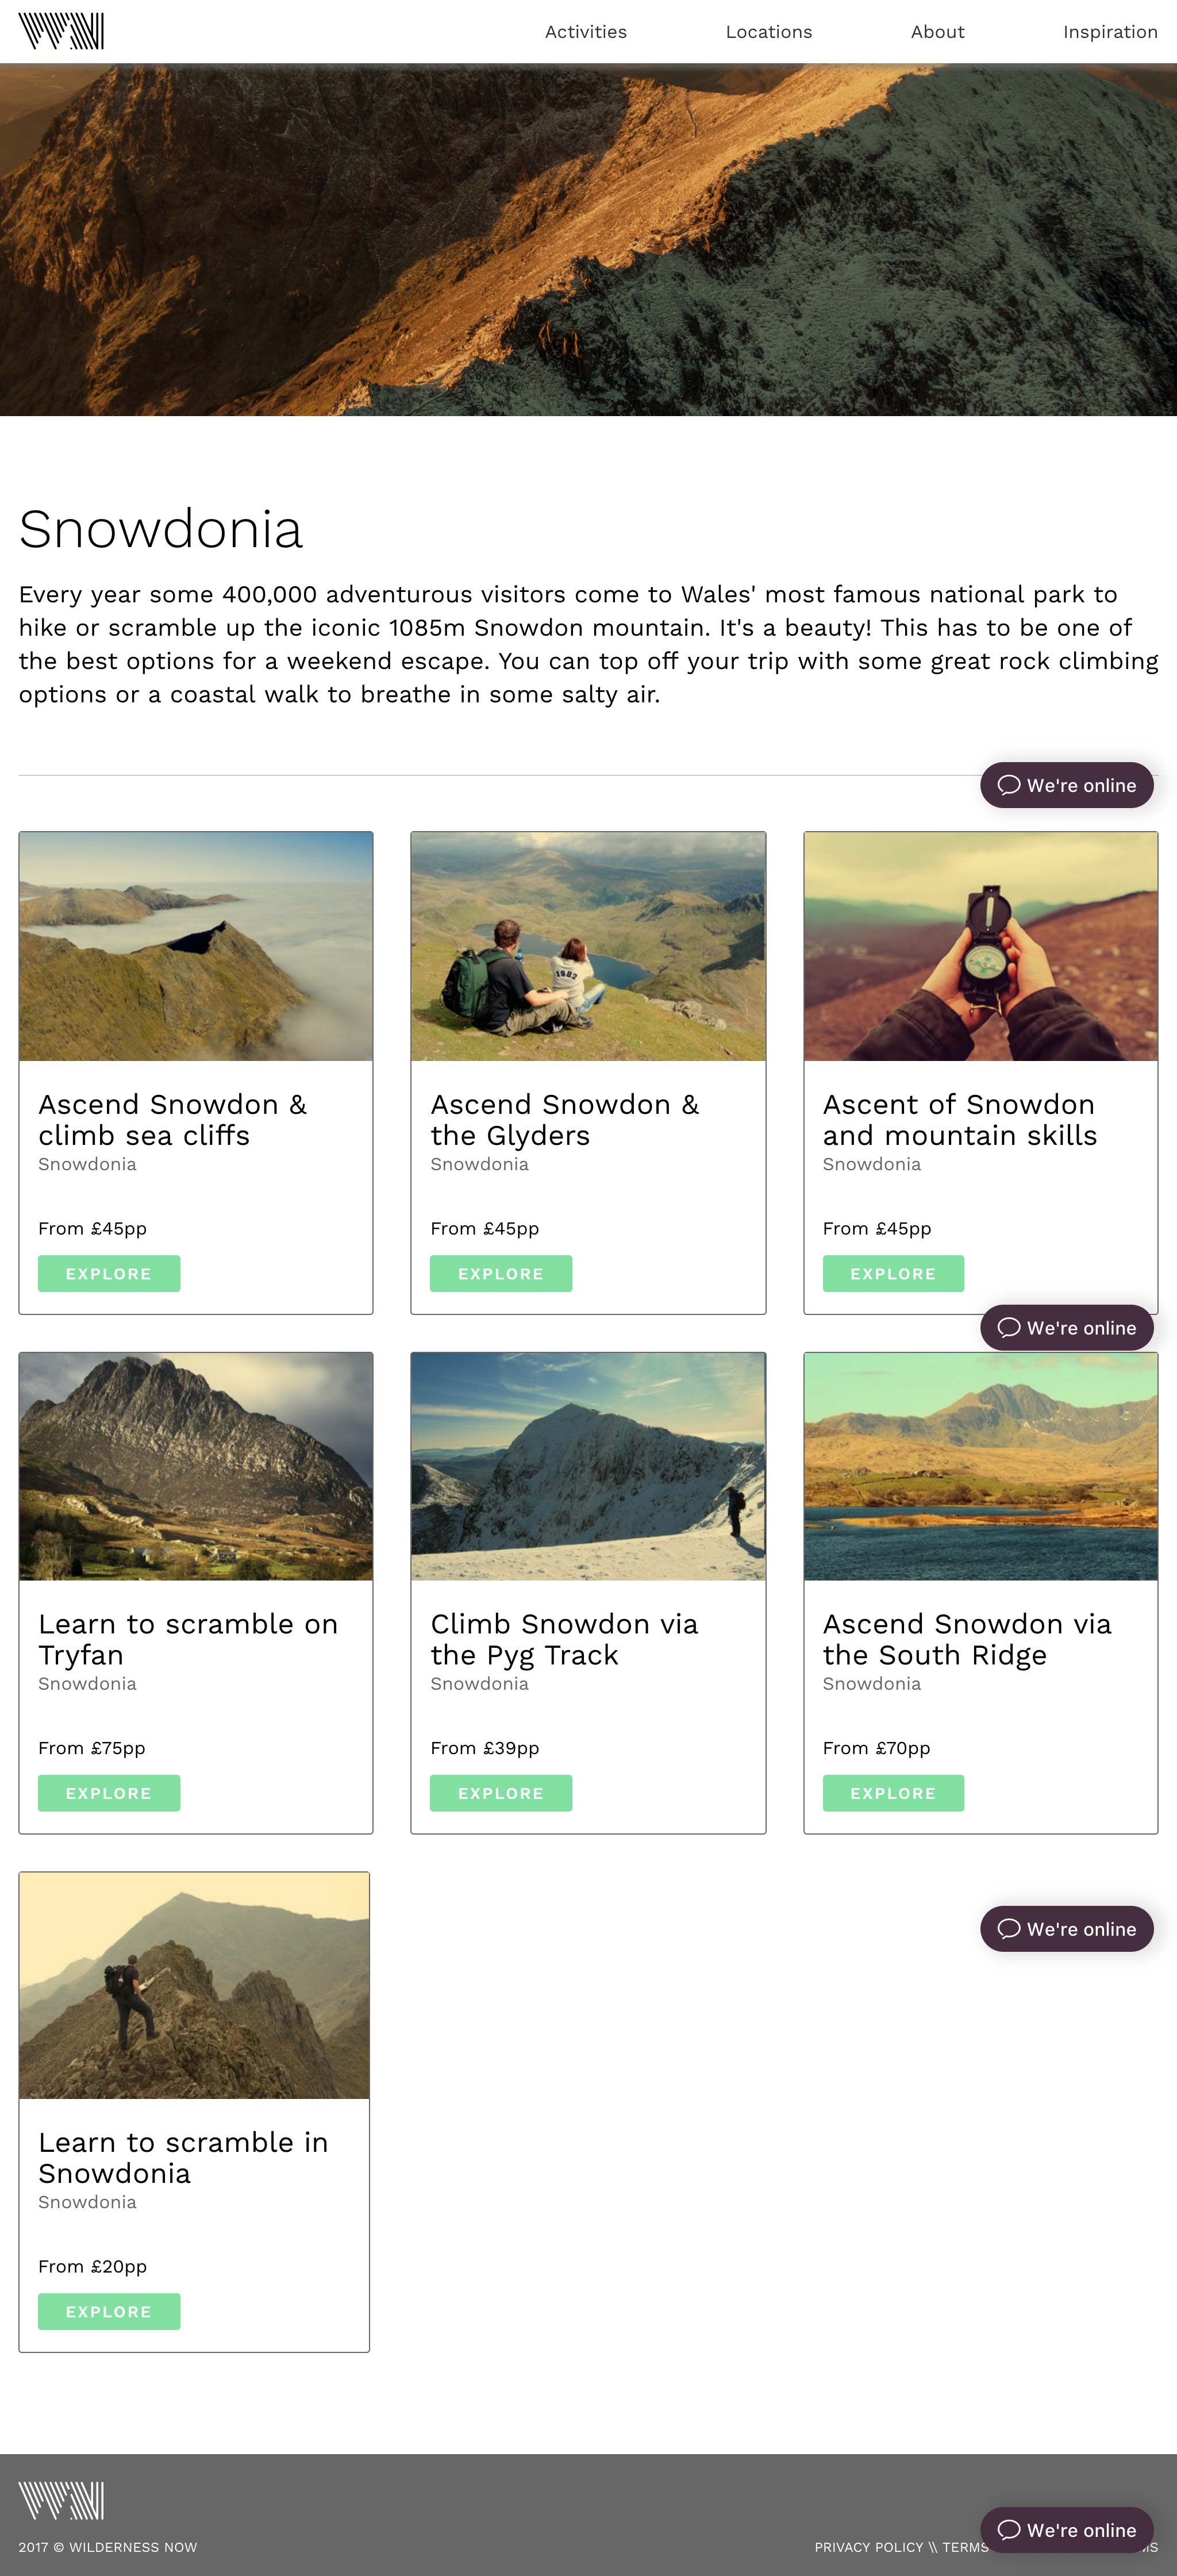 WN
Activities
Locations
About
Inspiration
Snowdonia
Every year some 400,000 adventurous visitors come to Wales' most famous national park to
hike or scramble up the iconic 1085m Snowdon mountain. It's a beauty! This has to be one of
the best options for a weekend escape. You can top off your trip with some great rock climbing
options or a coastal walk to breathe in some salty air.
We're online
1982
Ascend Snowdon &
climb sea cliffs
Snowdonia
From £45pp
EXPLORE
Ascend Snowdon &
the Glyders
Snowdonia
From £45pp
EXPLORE
Ascent of Snowdon
and mountain skills
Snowdonia
From £45pp
EXPLORE
We're online
Learn to scramble on
Tryfan
Snowdonia
From £75pp
EXPLORE
Climb Snowdon via
the Pyg Track
Snowdonia
From £39pp
EXPLORE
Ascend Snowdon via
the South Ridge
Snowdonia
From £70pp
EXPLORE
We're online
Learn to scramble in
Snowdonia
Snowdonia
From £20pp
EXPLORE
WN
We're online
2017 © WILDERNESS NOW
PRIVACY POLICY \\ TERMS